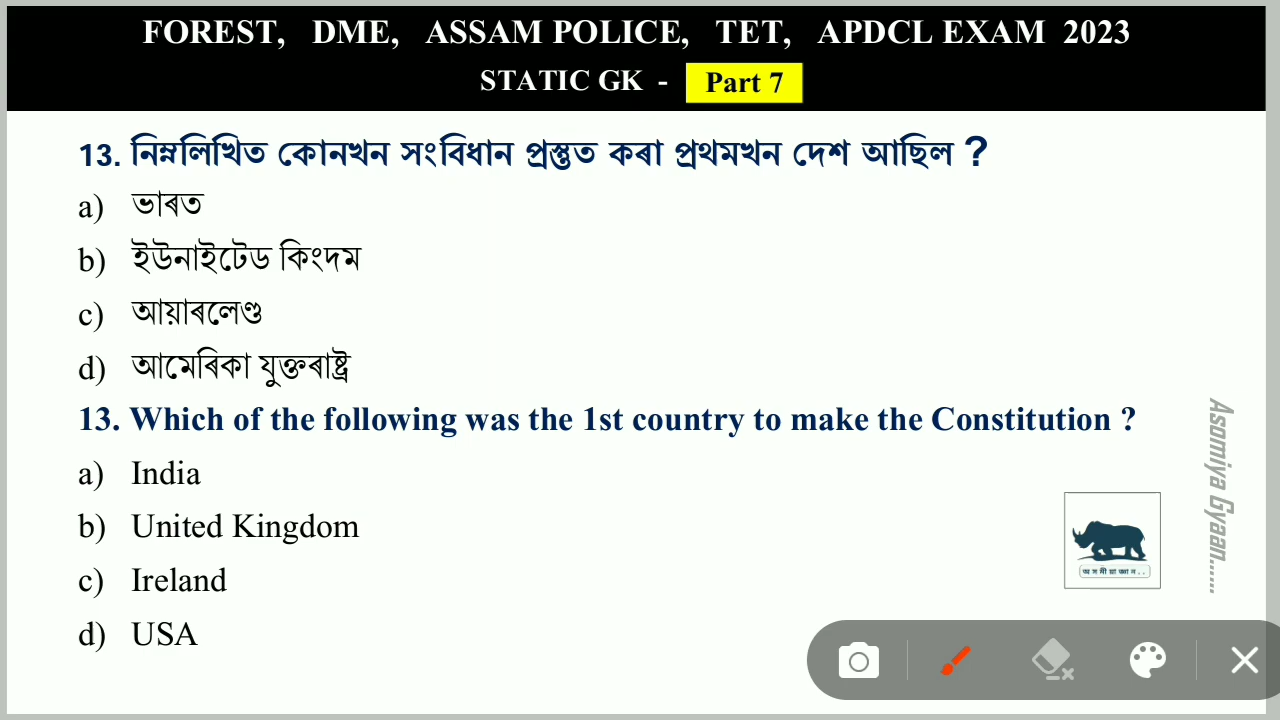 FOREST, DME, ASSAM POLICE, TET, APDCL EXAM 2023
STATIC GK - Part 7
13. নিম্নলিখিত কোনখন সংবিধান প্ৰস্তুত কৰা প্ৰথমখন দেশ আছিল ?
a) ভাৰত
b) ইউনাইটেড কিংদম
c) আয়াৰলেণ্ড
d) আমেৰিকা যুক্তৰাষ্ট্ৰ
13. Which of the following was the 1st country to make the Constitution ?
a) India
b) United Kingdom
c) Ireland
d) USA
Asomiya Gyaan.....
অসমীয়া জ্ঞান..